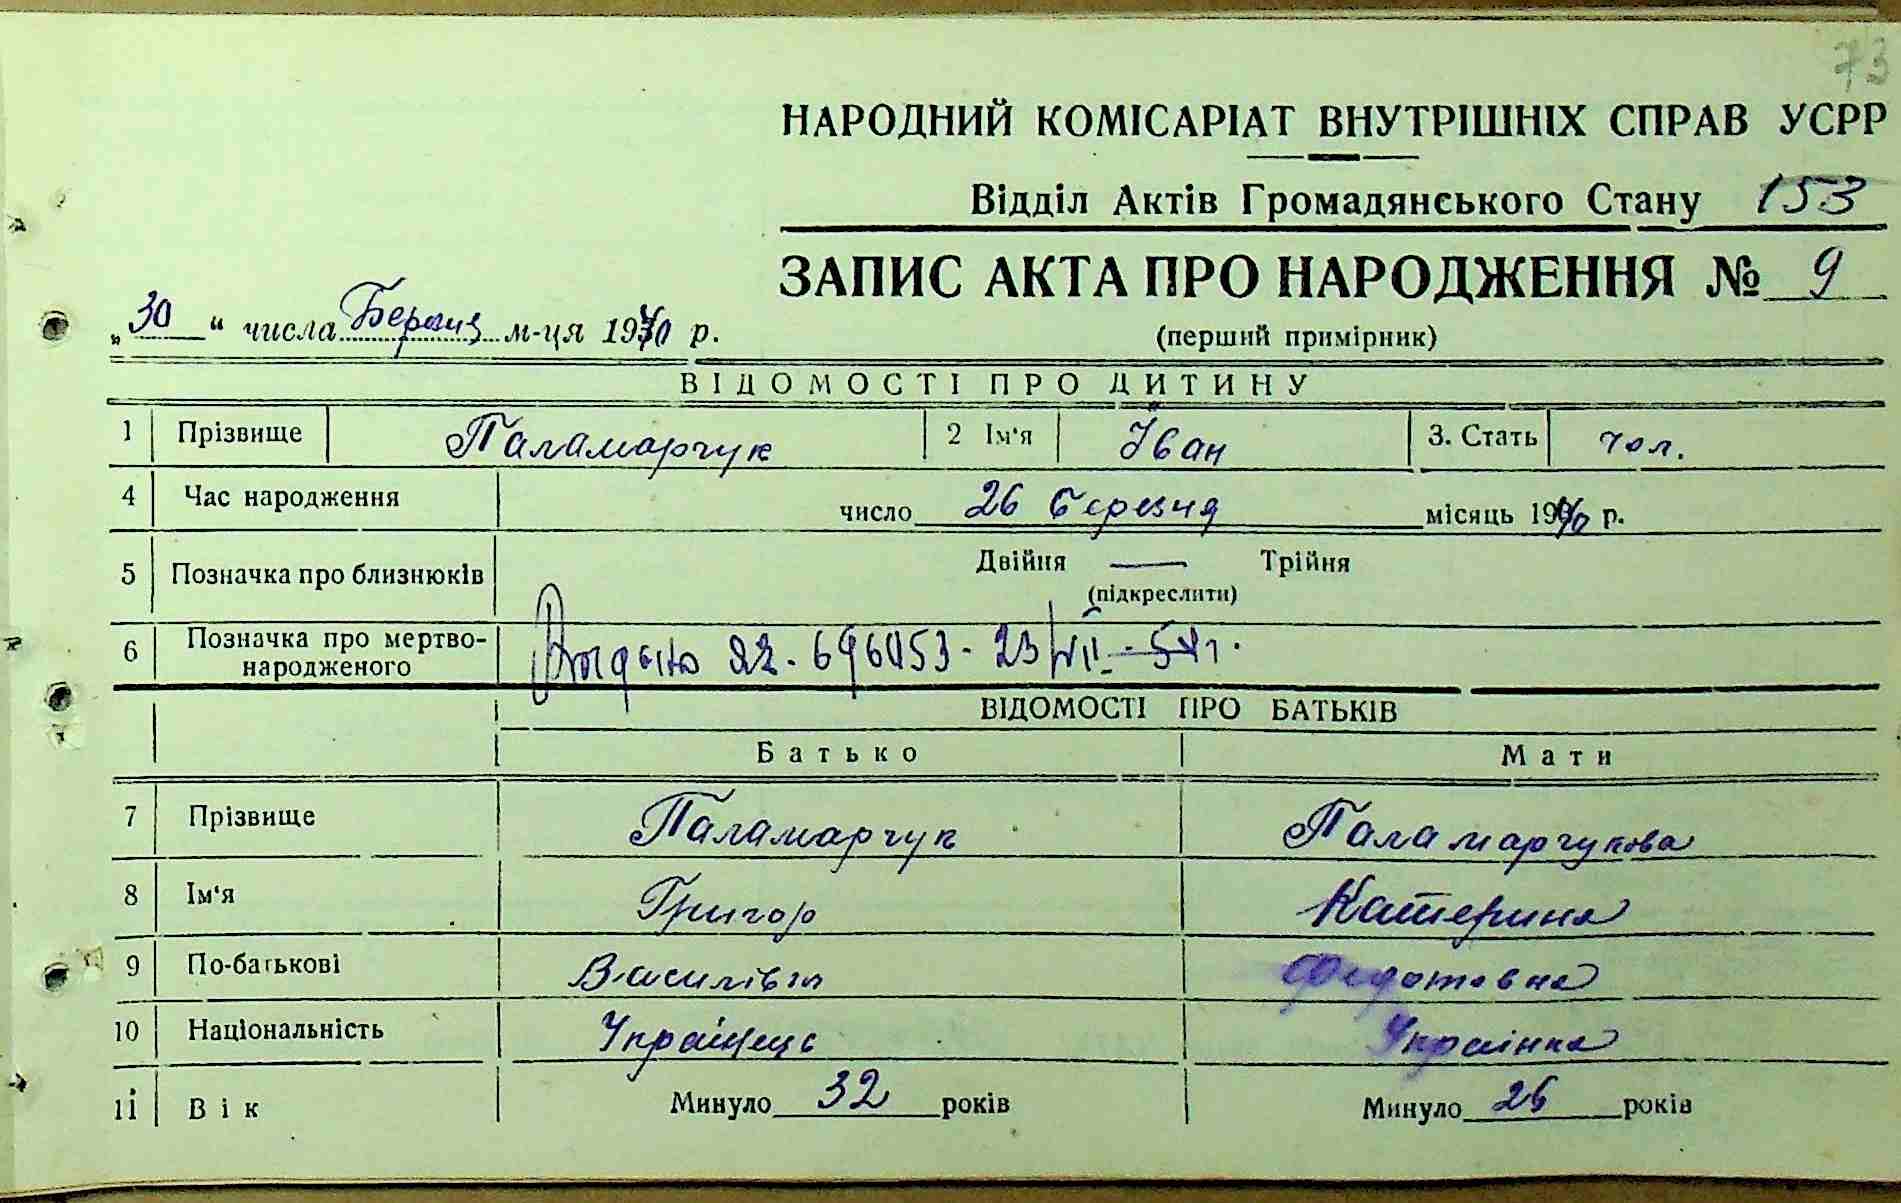 73
НАРОДНИЙ КОМІСАРІАТ ВНУТРІШНІХ СПРАВ УСРР
Відділ Актів Громадянського Стану 153
ЗАПИС АКТА ПРО НАРОДЖЕННЯ № 9
(перший примірник)
„ 30 “ числа Березня м-ця 1940 р.
ВІДОМОСТІ ПРО ДИТИНУ
1 Прізвище Паламарчук 2 Ім'я Іван 3. Стать чол.
4 Час народження число 26 березня місяць 1940 р.
5 Позначка про близнюків Двійня — Трійня
(підкреслити)
6 Позначка про мертво-
народженого
ВІДОМОСТІ ПРО БАТЬКІВ
Батько Мати
7 Прізвище Паламарчук Паламарчукова
8 Ім'я Григор Катерина
9 По-батькові Василівич Федотовна
10 Національність Українець Українка
11 Вік Минуло 32 років Минуло 26 років